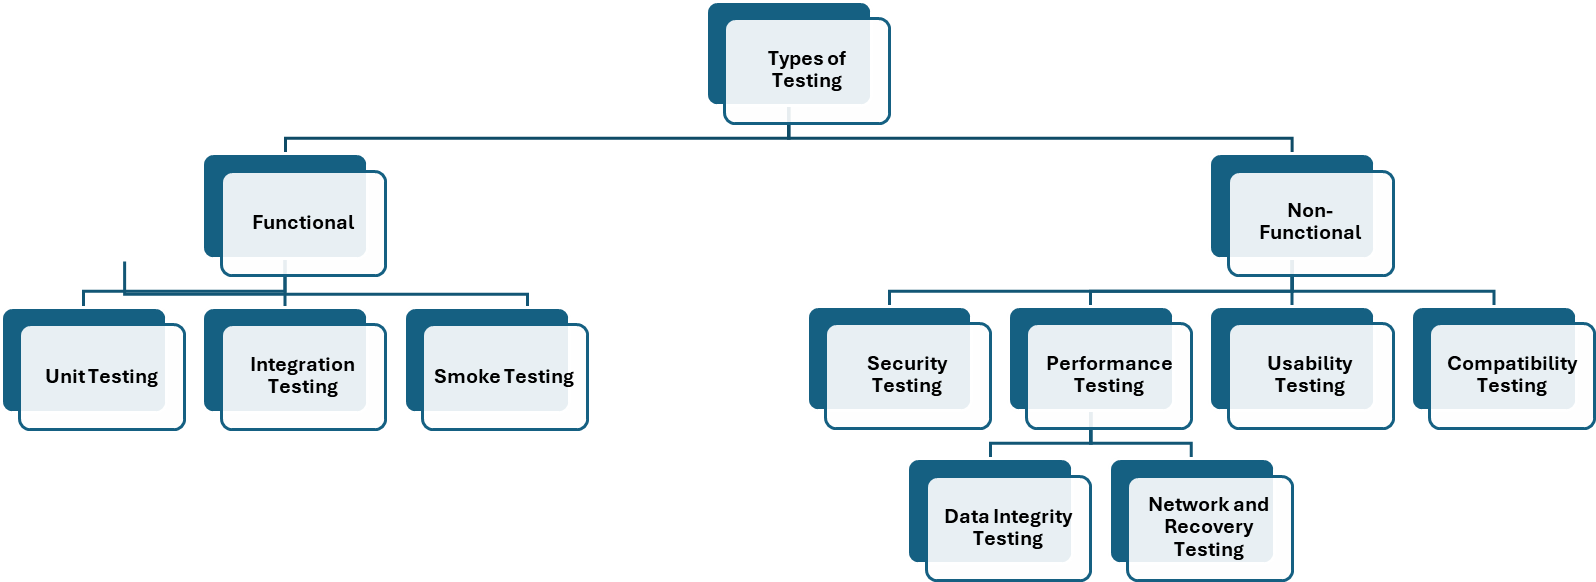 Types of
Testing
Functional
Non-
Functional
Unit Testing
Integration
Testing
Smoke Testing
Security
Testing
Performance
Testing
Usability
Testing
Compatibility
Testing
Data Integrity
Testing
Network and
Recovery
Testing